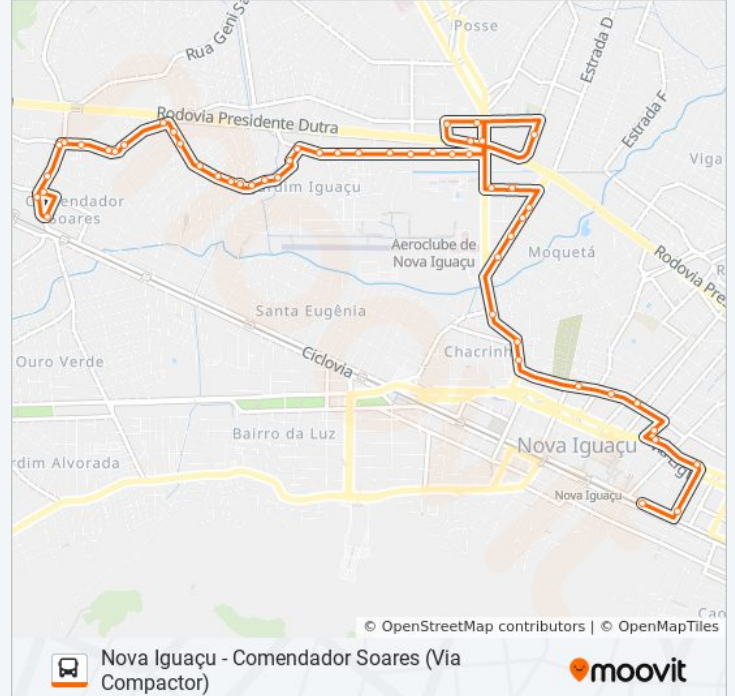 Posse
Rua Geni Sa
Estrada D
Rodovia Presidente Dutra
Estrada F
Viga
rdim Iguaçu
Comendador
Soares
Aeroclube de
Nova Iguaçu
Moquetá
Rodovia Pre
Santa Eugênia
Ouro Verde
Ciclovia
Chacrinh
Bairro da Luz
Nova Iguaçu
rdim Alvorada
Nova Iguaçu
Cao
© OpenStreetMap contributors | © OpenMapTiles
Nova Iguaçu - Comendador Soares (Via
Compactor)
moovit